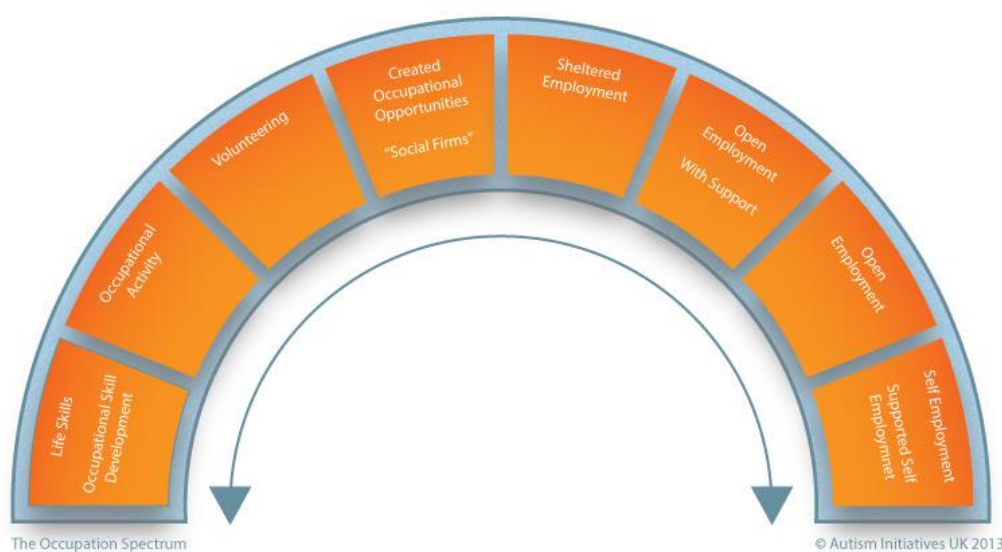 Life Skills
Occupational Skill
Development
Occupational
Activity
Volunteering
Created
Occupational
Opportunities
"Social Firms"
Sheltered
Employment
Open
Employment
With Support
Open
Employment
Self Employment
Supported Self
Employmnet
The Occupation Spectrum
© Autism Initiatives UK 2013